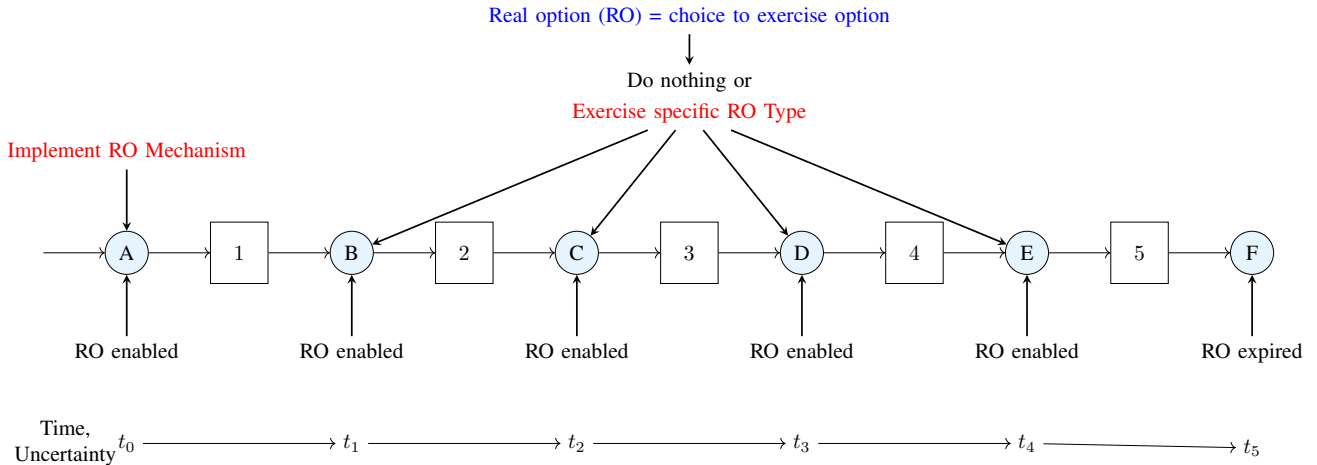 Real option (RO) = choice to exercise option
Do nothing or
Exercise specific RO Type
Implement RO Mechanism
A
1
B
2
C
3
D
4
E
5
F
RO enabled
RO enabled
RO enabled
RO enabled
RO enabled
RO expired
Time,
Uncertainty
t₀
t₁
t₂
t₃
t₄
t₅